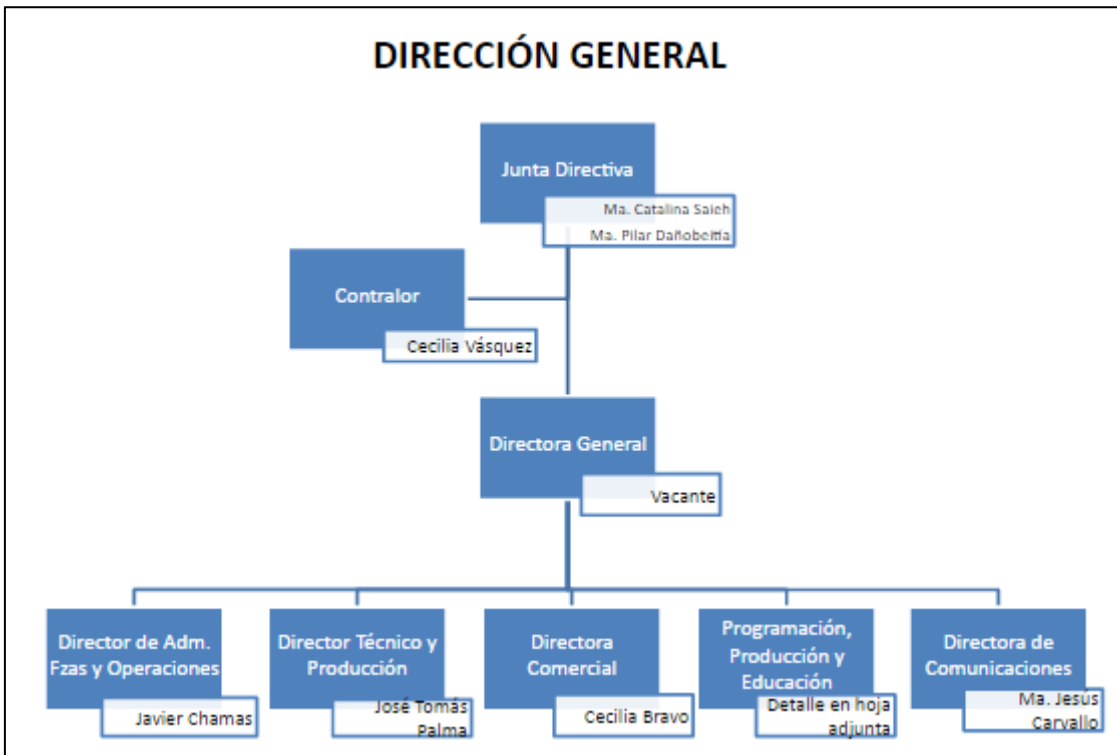 DIRECCIÓN GENERAL
Junta Directiva
Ma. Catalina Saieh
Ma. Pilar Dañobeitía
Contralor
Cecilia Vásquez
Directora General
Vacante
Director de Adm.
Fzas y Operaciones
Javier Chamas
Director Técnico y
Producción
José Tomás
Palma
Directora
Comercial
Cecilia Bravo
Programación,
Producción y
Educación
Detalle en hoja
adjunta
Directora de
Comunicaciones
Ma. Jesús
Carvallo